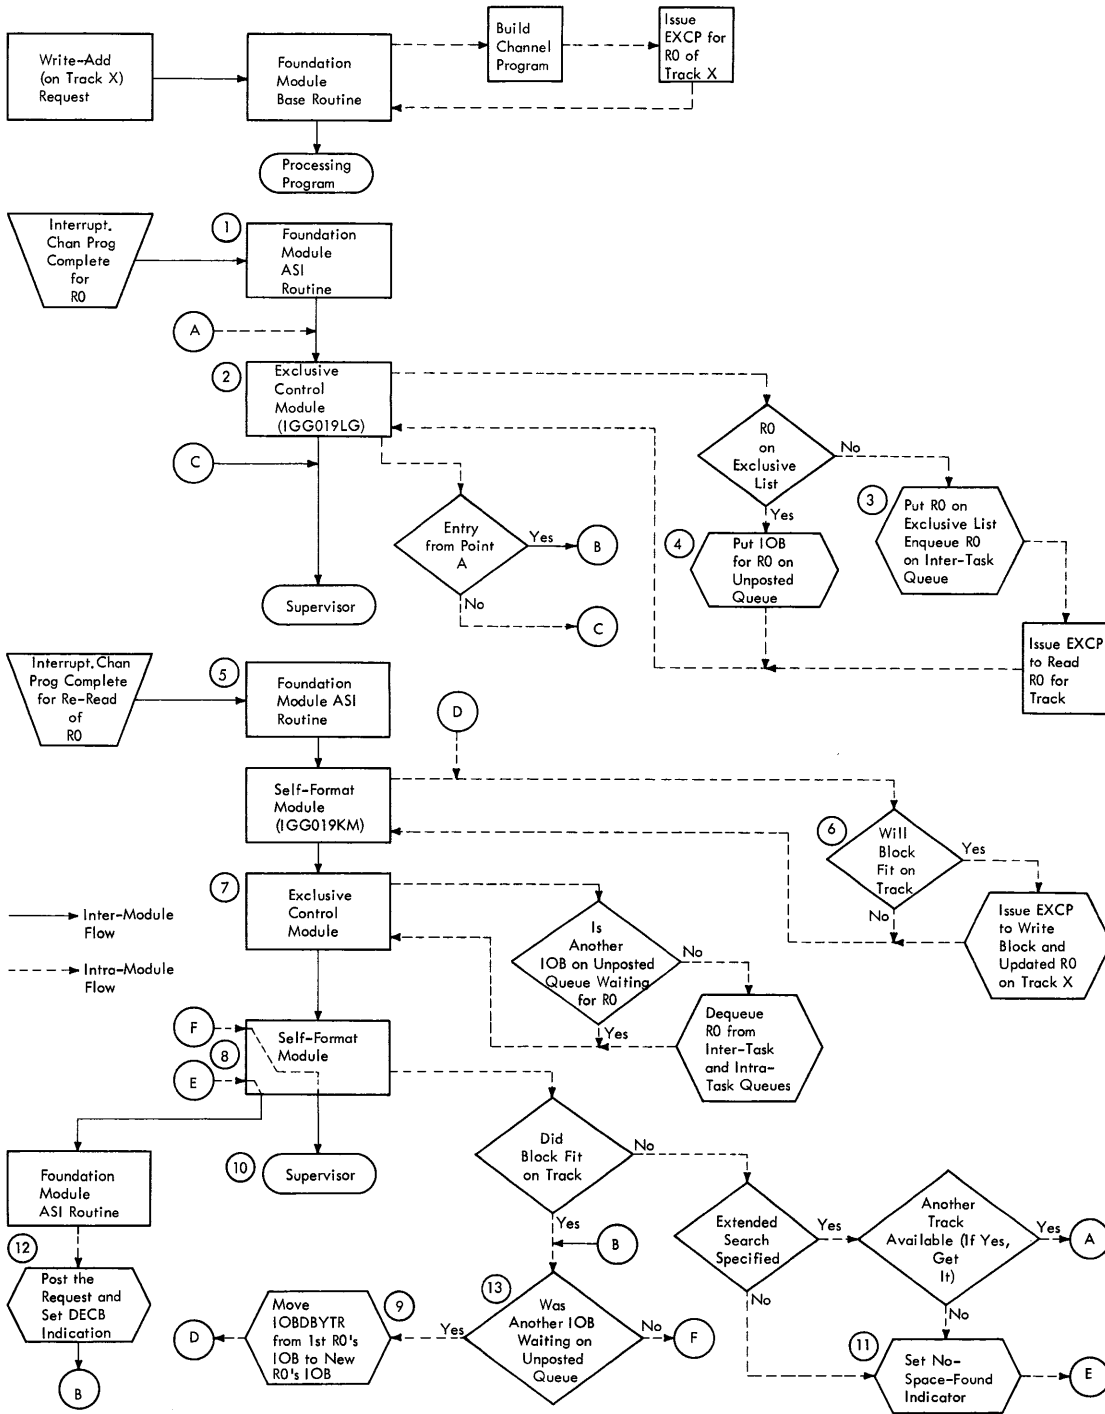 Write-Add
(on Track X)
Request
Foundation
Module
Base Routine
Build
Channel
Program
Issue
EXCP for
R0 of
Track X
Processing
Program
Interrupt.
Chan Prog
Complete
for
R0
1
Foundation
Module
ASI
Routine
A
2
Exclusive
Control
Module
(IGG019LG)
C
R0
on
Exclusive
List
No
Yes
3
Put R0 on
Exclusive List
Enqueue R0
on Inter-Task
Queue
4
Put IOB
for R0 on
Unposted
Queue
Entry
from Point
A
Yes
B
No
C
Supervisor
Issue EXCP
to Read
R0 for
Track
Interrupt. Chan
Prog Complete
for Re-Read
of
R0
5
Foundation
Module ASI
Routine
D
Self-Format
Module
(IGG019KM)
6
Will
Block
Fit on
Track
Yes
No
Issue EXCP
to Write
Block and
Updated R0
on Track X
7
Exclusive
Control
Module
Is
Another
IOB on Unposted
Queue Waiting
for R0
No
Yes
Dequeue
R0 from
Inter-Task
and Intra-
Task Queues
Inter-Module
Flow
Intra-Module
Flow
F
8
E
Self-Format
Module
10
Supervisor
Did
Block Fit
on Track
No
Yes
Extended
Search
Specified
Yes
No
Another
Track
Available (If Yes,
Get
It)
Yes
A
No
Foundation
Module
ASI Routine
12
Post the
Request and
Set DECB
Indication
B
B
13
Was
Another IOB
Waiting on
Unposted
Queue
Yes
No
F
9
Move
IOBDBYTR
from 1st R0's
IOB to New
R0's IOB
D
11
Set No-
Space-Found
Indicator
E